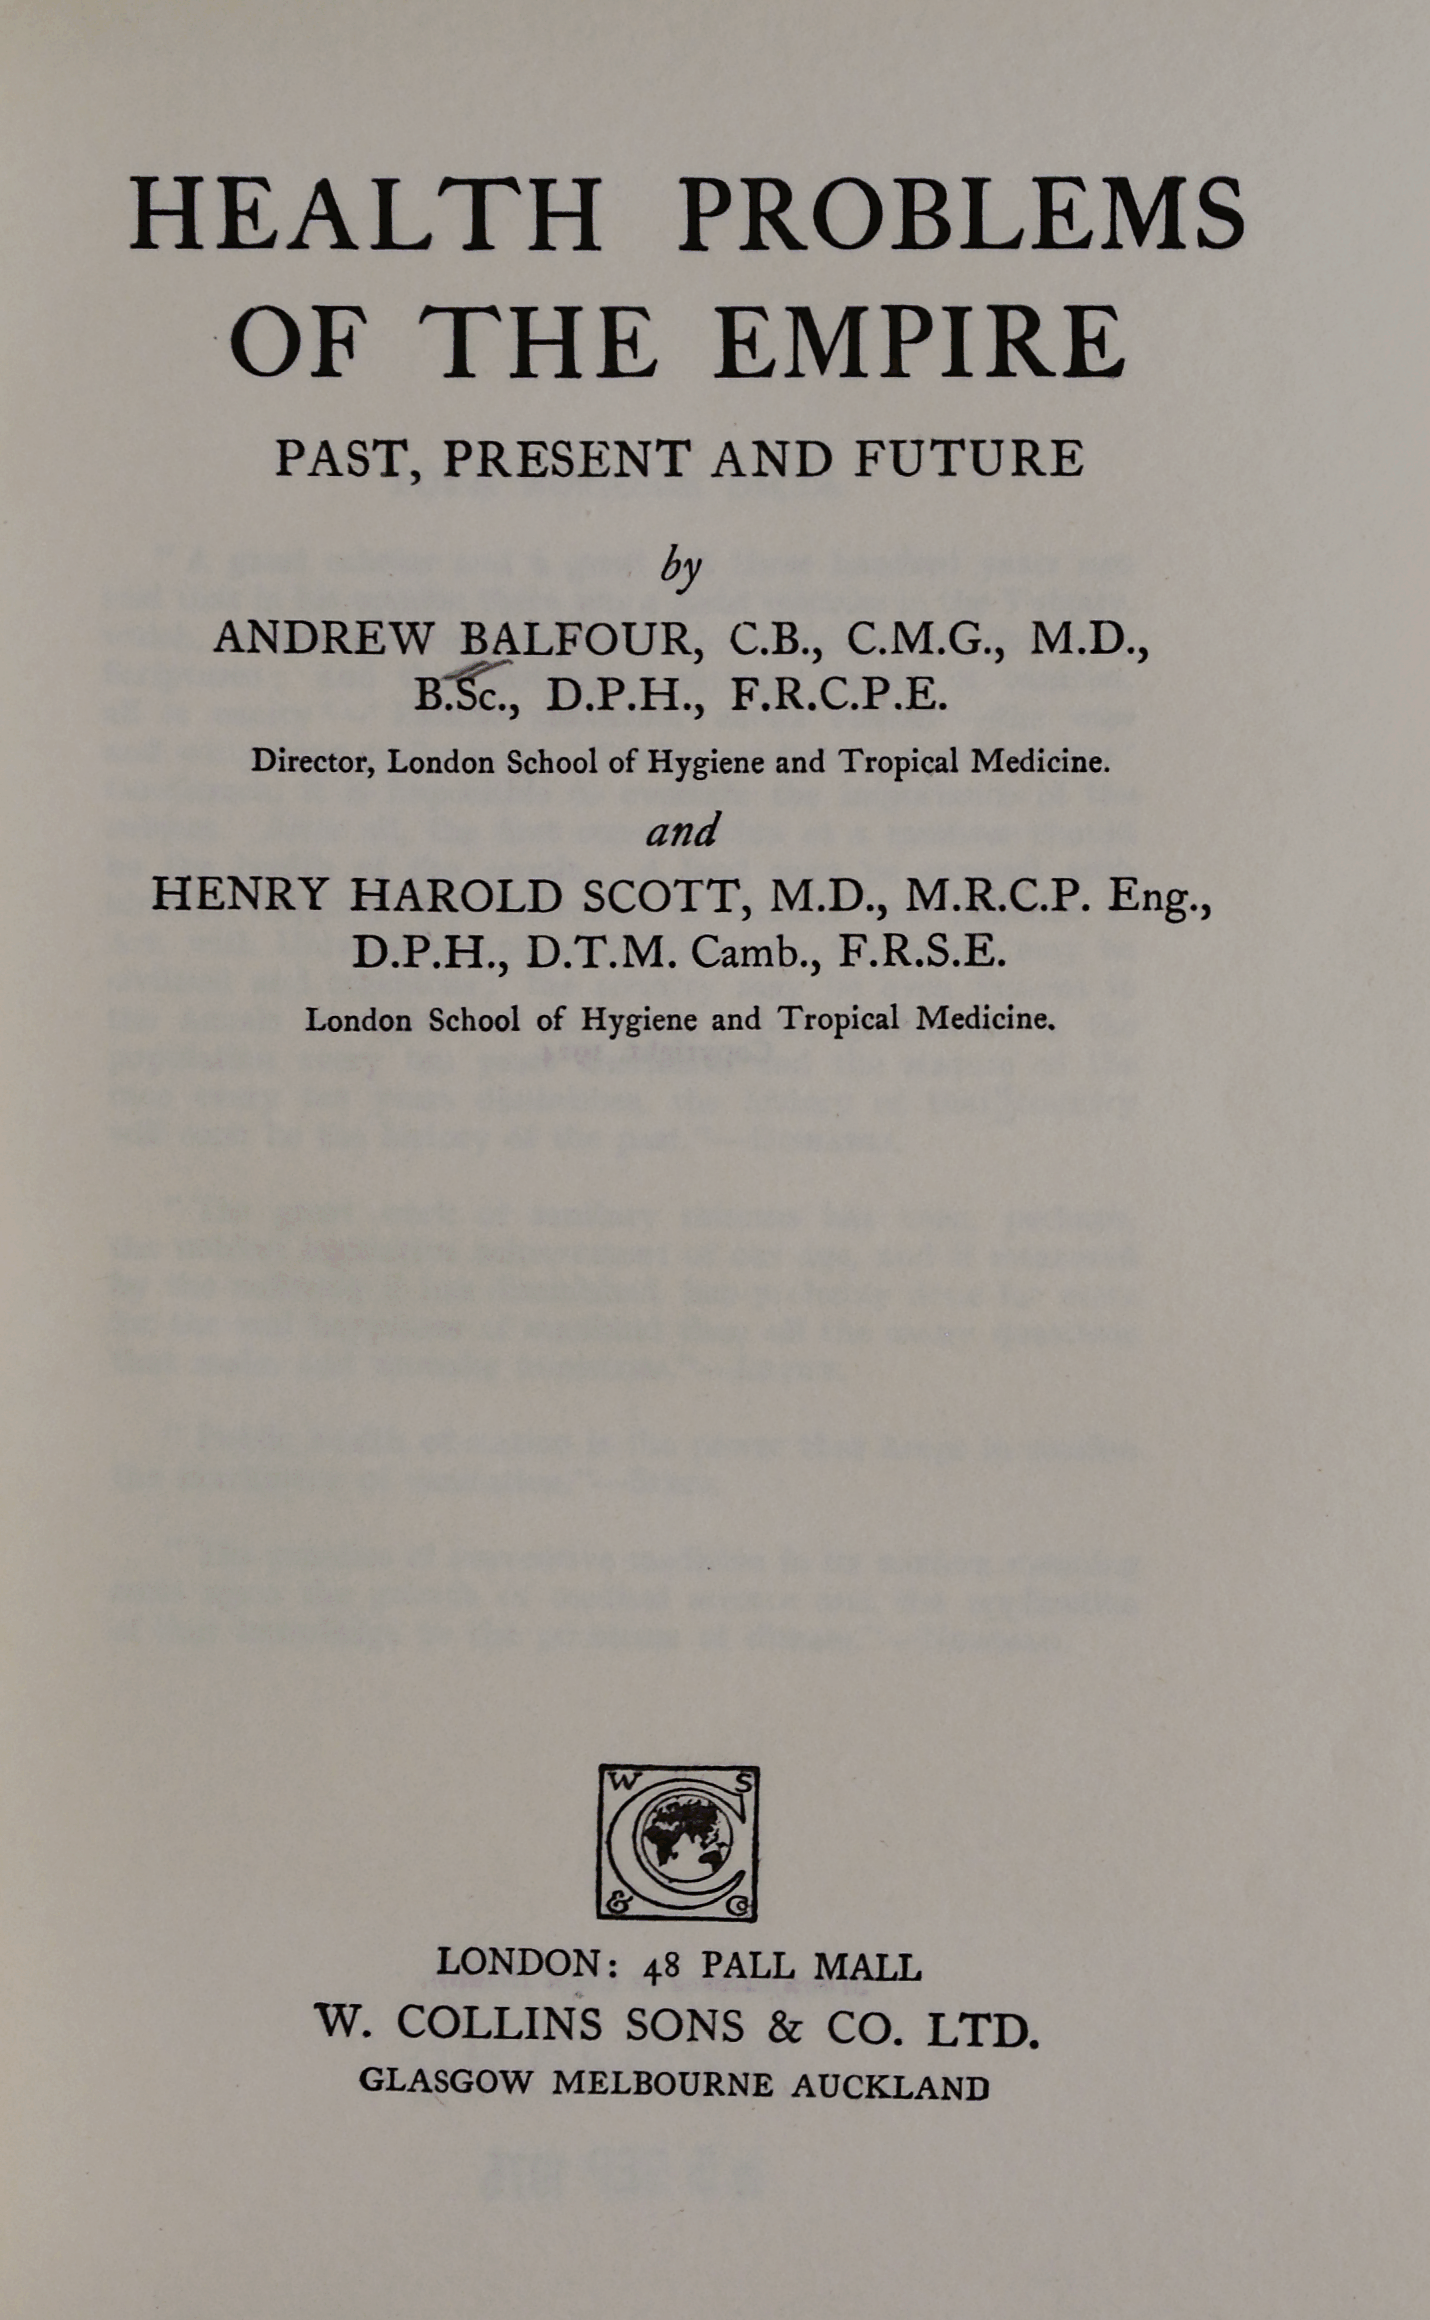 HEALTH PROBLEMS
OF THE EMPIRE
PAST, PRESENT AND FUTURE
by
ANDREW BALFOUR, C.B., C.M.G., M.D.,
B.Sc., D.P.H., F.R.C.P.E.
Director, London School of Hygiene and Tropical Medicine.
and
HENRY HAROLD SCOTT, M.D., M.R.C.P. Eng.,
D.P.H., D.T.M. Camb., F.R.S.E.
London School of Hygiene and Tropical Medicine.
W S
C
& Co
LONDON: 48 PALL MALL
W. COLLINS SONS & CO. LTD.
GLASGOW MELBOURNE AUCKLAND